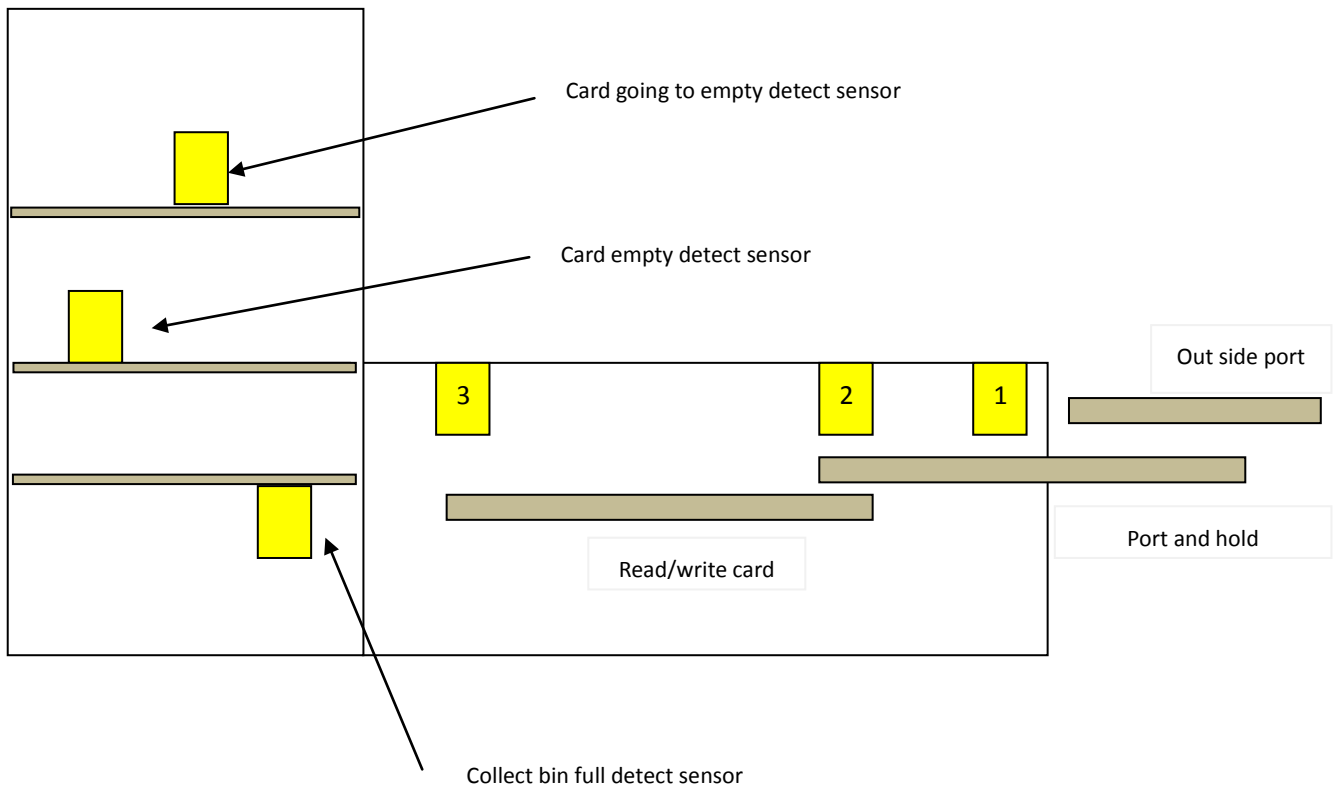 Card going to empty detect sensor
Card empty detect sensor
Out side port
3
2
1
Port and hold
Read/write card
Collect bin full detect sensor